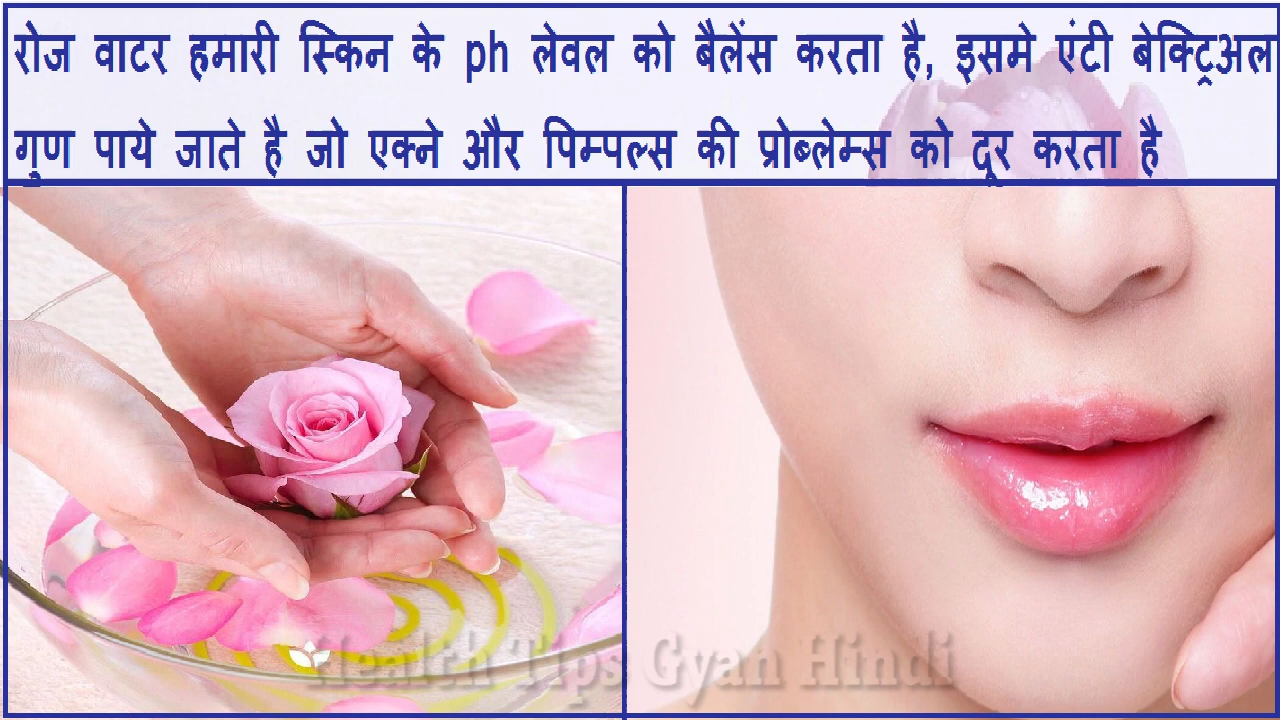 रोज वाटर हमारी स्किन के ph लेवल को बैलेंस करता है, इसमे एंटी बेक्ट्रिअल
गुण पाये जाते है जो एक्ने और पिम्पल्स की प्रोब्लेम्स को दूर करता है
Health Tips Gyan Hindi